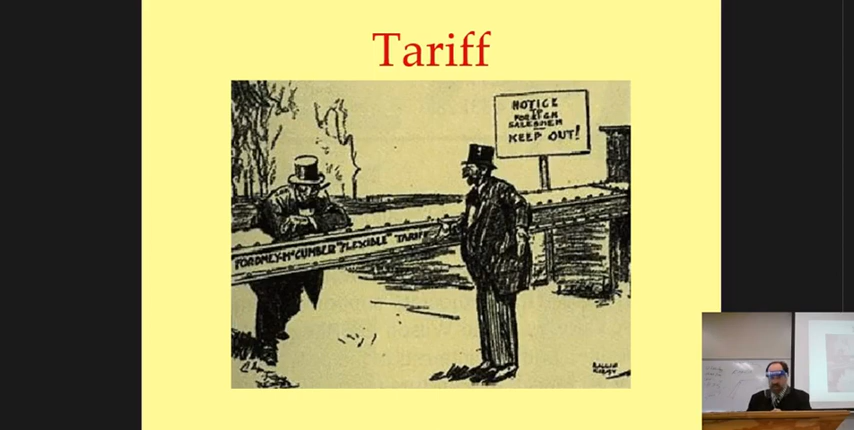 Tariff
NOTICE
TO
FOREIGN
SALESMEN
KEEP OUT!
FORDNEY-McCUMBER "FLEXIBLE" TARIFF